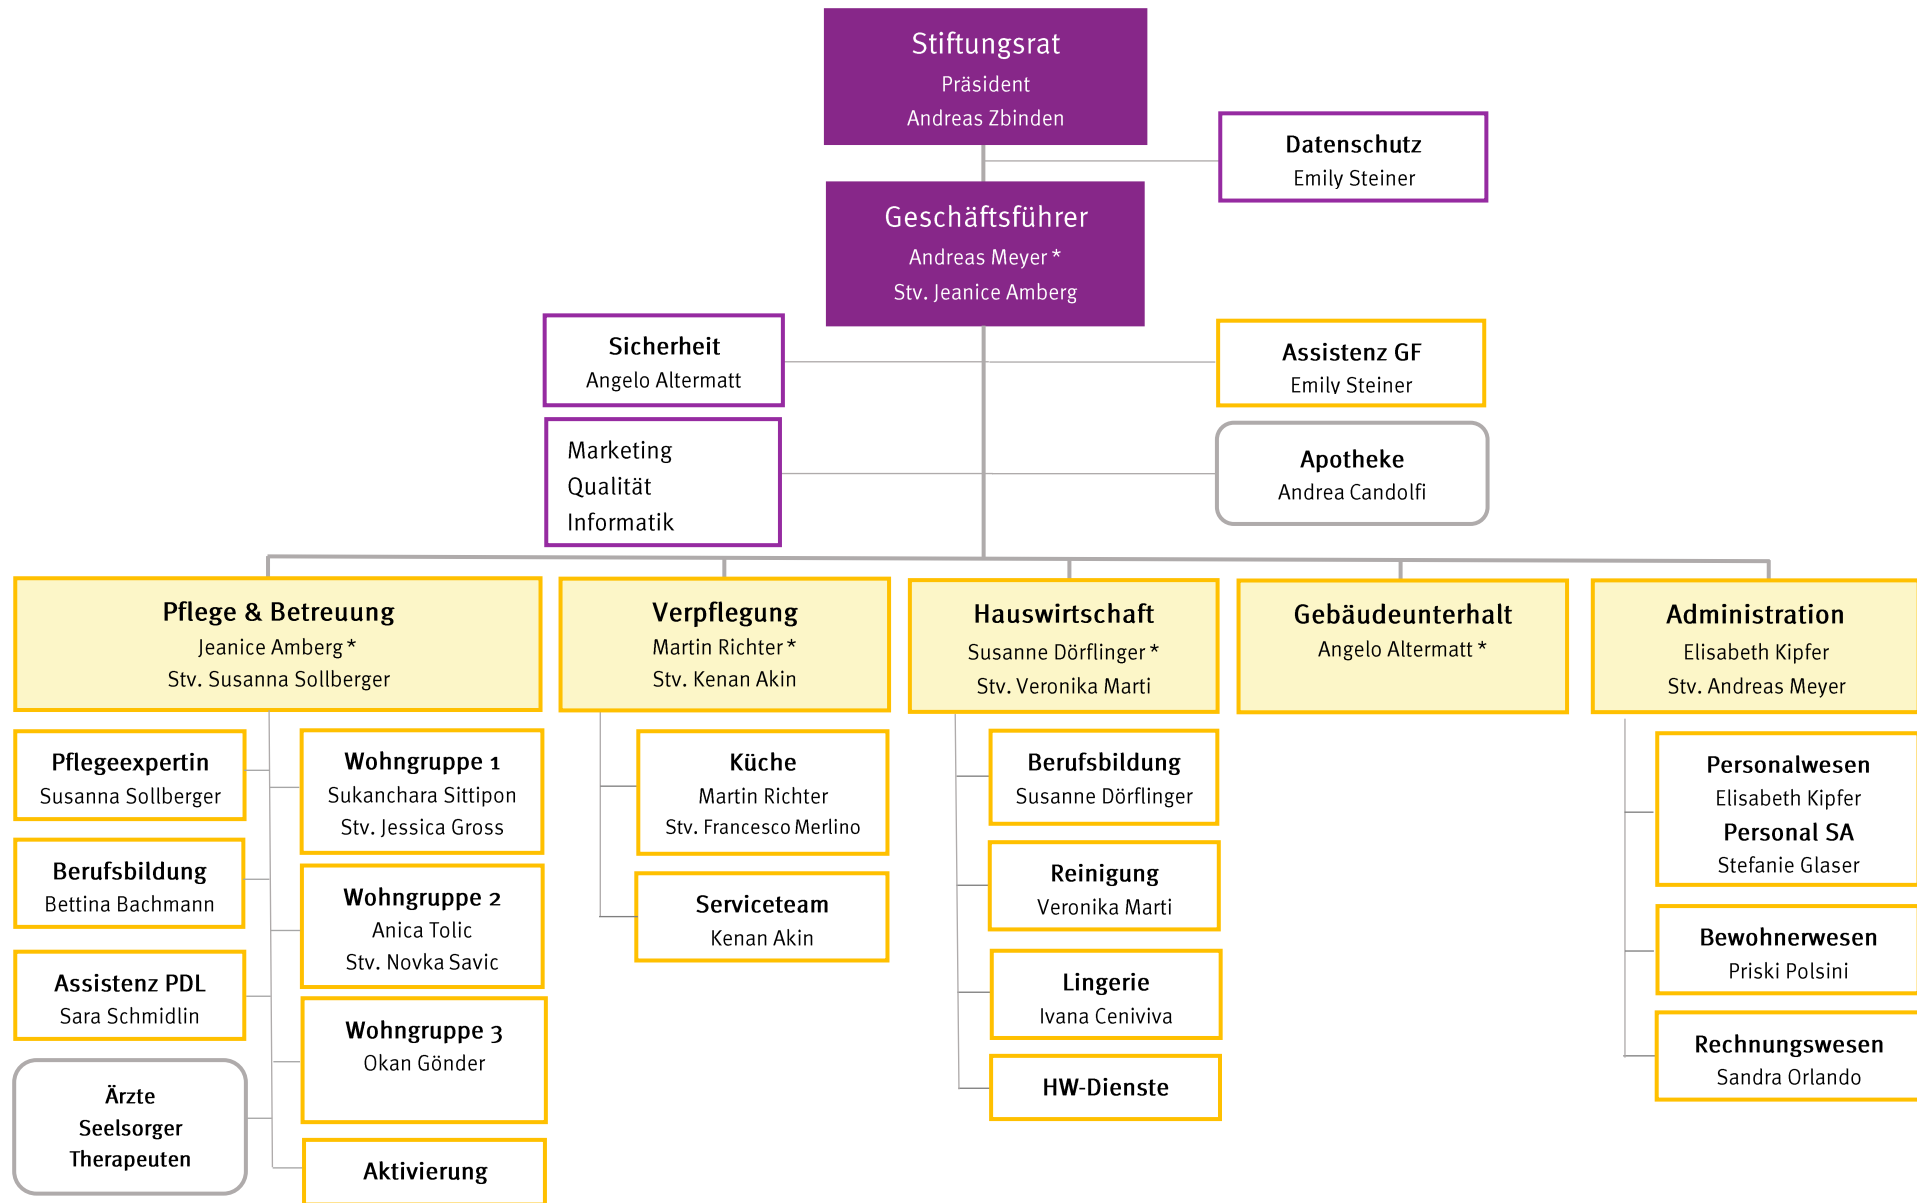 Stiftungsrat
Präsident
Andreas Zbinden
Datenschutz
Emily Steiner
Geschäftsführer
Andreas Meyer *
Stv. Jeanice Amberg
Sicherheit
Angelo Altermatt
Assistenz GF
Emily Steiner
Marketing
Qualität
Informatik
Apotheke
Andrea Candolfi
Pflege & Betreuung
Jeanice Amberg *
Stv. Susanna Sollberger
Verpflegung
Martin Richter *
Stv. Kenan Akin
Hauswirtschaft
Susanne Dörflinger *
Stv. Veronika Marti
Gebäudeunterhalt
Angelo Altermatt *
Administration
Elisabeth Kipfer
Stv. Andreas Meyer
Pflegeexpertin
Susanna Sollberger
Berufsbildung
Bettina Bachmann
Assistenz PDL
Sara Schmidlin
Ärzte
Seelsorger
Therapeuten
Wohngruppe 1
Sukanchara Sittipon
Stv. Jessica Gross
Wohngruppe 2
Anica Tolic
Stv. Novka Savic
Wohngruppe 3
Okan Gönder
Aktivierung
Küche
Martin Richter
Stv. Francesco Merlino
Serviceteam
Kenan Akin
Berufsbildung
Susanne Dörflinger
Reinigung
Veronika Marti
Lingerie
Ivana Ceniviva
HW-Dienste
Personalwesen
Elisabeth Kipfer
Personal SA
Stefanie Glaser
Bewohnerwesen
Priski Polsini
Rechnungswesen
Sandra Orlando